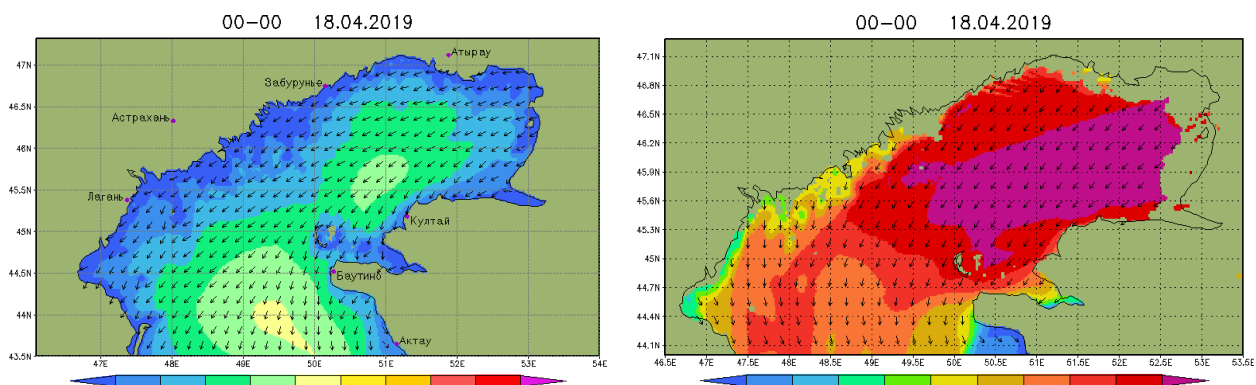 00-00 18.04.2019
47N
46.5N
46N
45.5N
45N
44.5N
44N
43.5N
Атырау
Забурунье
Астрахань
Лагань
Култай
Баутино
Актау
47E 48E 49E 50E 51E 52E 53E 54E
00-00 18.04.2019
47.1N
46.8N
46.5N
46.2N
45.9N
45.6N
45.3N
45N
44.7N
44.4N
44.1N
46.5E 47E 47.5E 48E 48.5E 49E 49.5E 50E 50.5E 51E 51.5E 52E 52.5E 53E 53.5E